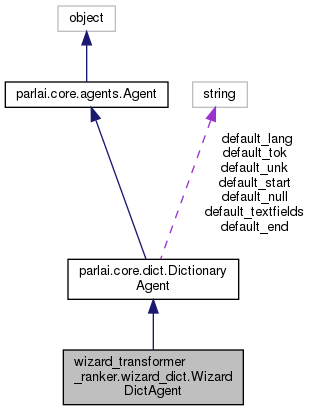 object
parlai.core.agents.Agent
string
default_lang
default_tok
default_unk
default_start
default_null
default_textfields
default_end
parlai.core.dict.Dictionary
Agent
wizard_transformer
_ranker.wizard_dict.Wizard
DictAgent